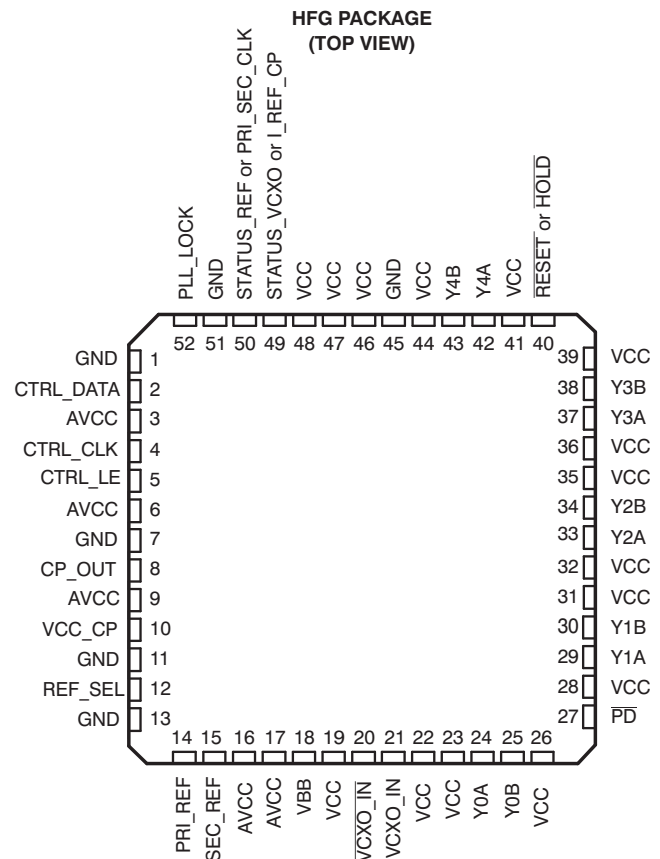 HFG PACKAGE
(TOP VIEW)
PLL_LOCK
GND
STATUS_REF or PRI_SEC_CLK
STATUS_VCXO or I_REF_CP
VCC
VCC
VCC
GND
VCC
Y4B
Y4A
VCC
RESET or HOLD
52 51 50 49 48 47 46 45 44 43 42 41 40
GND 1
CTRL_DATA 2
AVCC 3
CTRL_CLK 4
CTRL_LE 5
AVCC 6
GND 7
CP_OUT 8
AVCC 9
VCC_CP 10
GND 11
REF_SEL 12
GND 13
39 VCC
38 Y3B
37 Y3A
36 VCC
35 VCC
34 Y2B
33 Y2A
32 VCC
31 VCC
30 Y1B
29 Y1A
28 VCC
27 PD
14 15 16 17 18 19 20 21 22 23 24 25 26
PRI_REF
SEC_REF
AVCC
AVCC
VBB
VCC
VCXO_IN
VCXO_IN
VCC
VCC
Y0A
Y0B
VCC